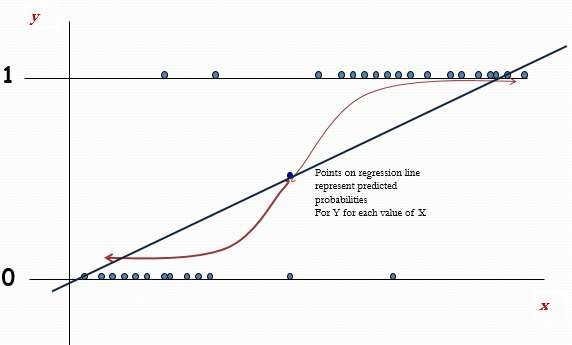 y
1
Points on regression line
represent predicted
probabilities
For Y for each value of X
0
x